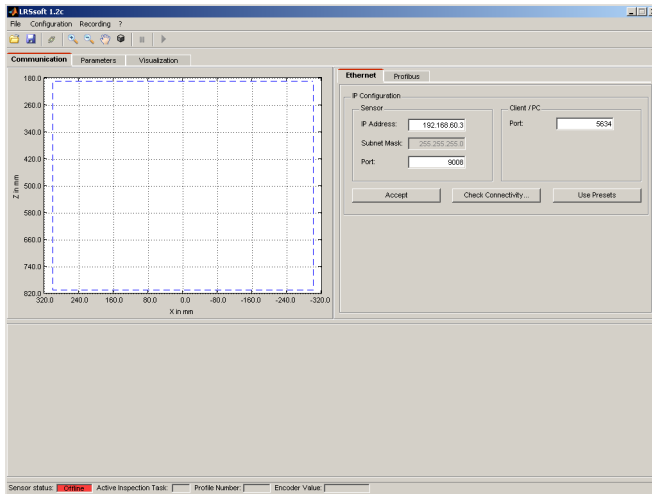 LRSsoft 1.2c
File Configuration Recording ?
Communication Parameters Visualization
180.0
260.0
340.0
420.0
500.0
580.0
660.0
740.0
820.0
Z in mm
320.0 240.0 160.0 80.0 0.0 -80.0 -160.0 -240.0 -320.0
X in mm
Ethernet Profibus
IP Configuration
Sensor
IP Address: 192.168.60.3
Subnet Mask: 255.255.255.0
Port: 9008
Client / PC
Port: 5634
Accept Check Connectivity... Use Presets
Sensor status: Offline Active Inspection Task: Profile Number: Encoder Value: